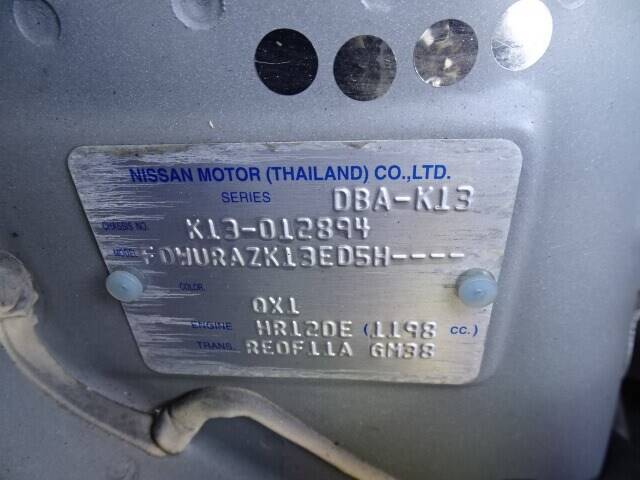 NISSAN MOTOR (THAILAND) CO.,LTD.
SERIES DBA-K13
CHASSIS NO. K13-012894
MODEL FDWURAZK13ED5H----
COLOR
QX1
ENGINE HR12DE (1198 CC.)
TRANS. RE0F11A GM38